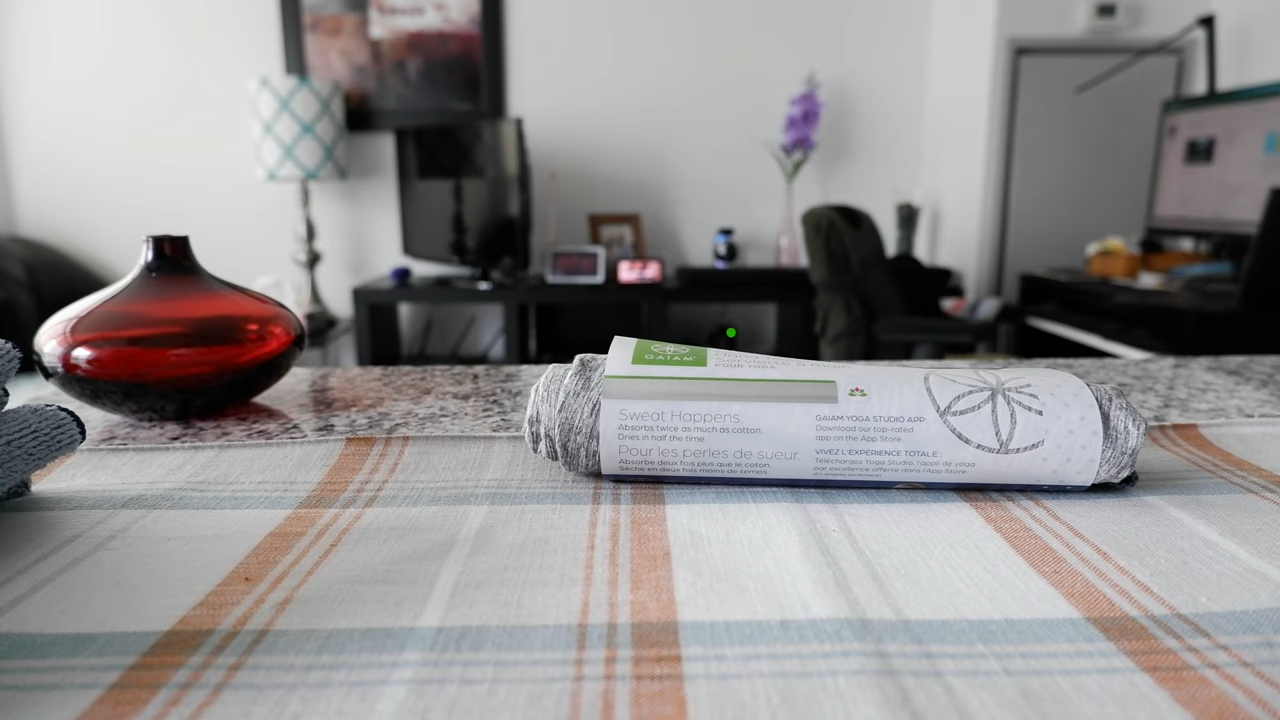 GAIAM
Serviette à main
POUR YOGA
Sweat Happens.
Absorbs twice as much as cotton.
Dries in half the time.
Pour les perles de sueur.
Absorbe deux fois plus que le coton.
Sèche en deux fois moins de temps.
GAIAM YOGA STUDIO APP
Download our top-rated
app on the App Store.
VIVEZ L'EXPÉRIENCE TOTALE :
Téléchargez Yoga Studio, l'appli de yoga
par excellence offerte dans l'App Store.